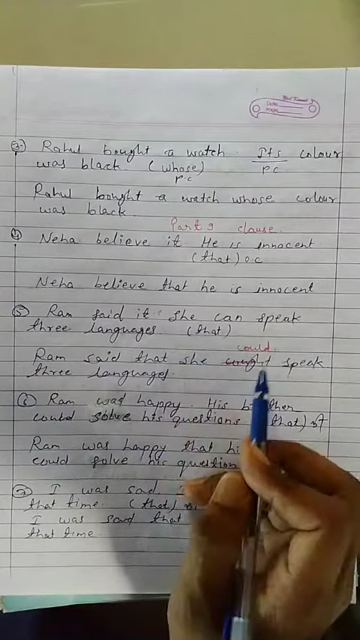 ③ Rahul bought a watch. Its colour
was black. (whose) p.c
p.c
Rahul bought a watch whose colour
was black.
Part 9 clause.
④ Neha believe it. He is innocent
(that) o.c
Neha believe that he is innocent
⑤ Ram said it. she can speak
three languages (that)
could
Ram said that she speak
three languages.
⑥ Ram was happy. His
could solve his questions (that)
Ram was happy that hi
could solve his question
⑦ I was sad.
that time. (that)
I was sad that
that time.